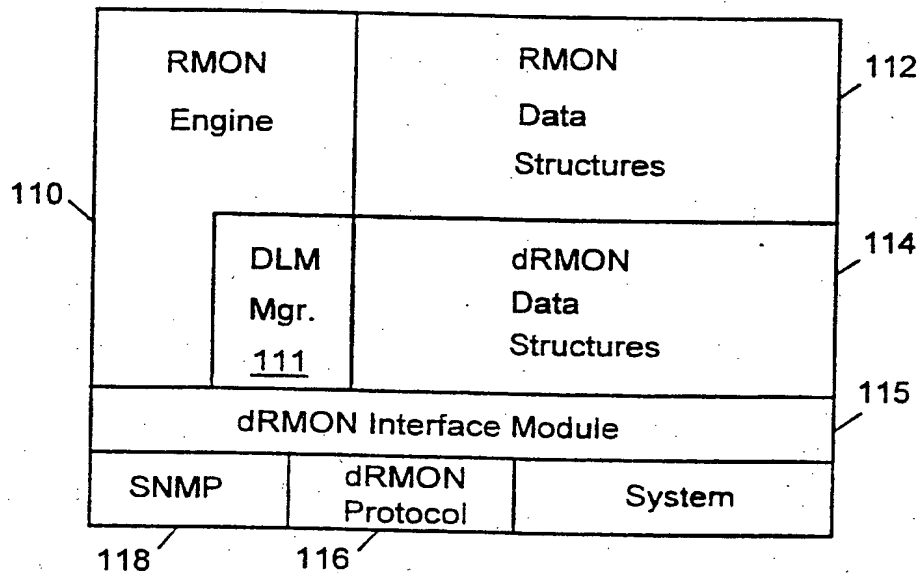 RMON
Engine
RMON
Data
Structures
112
110
DLM
Mgr.
111
dRMON
Data
Structures
114
115
dRMON Interface Module
SNMP
dRMON
Protocol
System
118
116